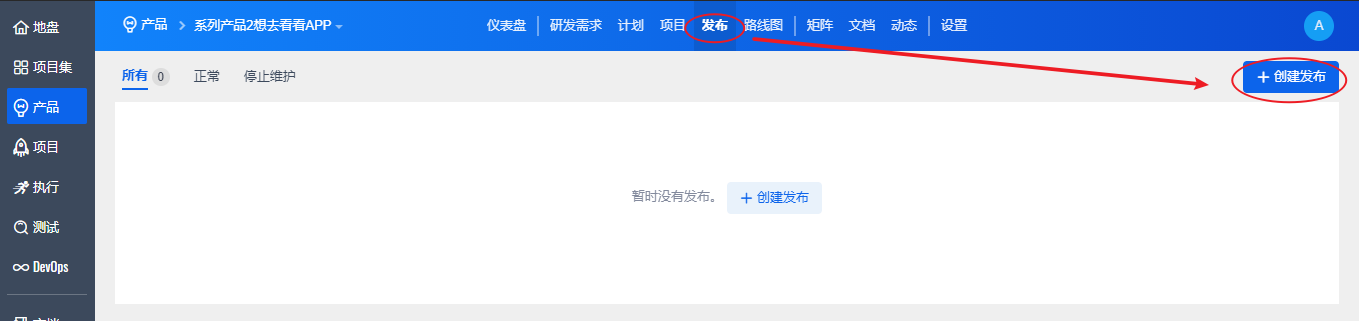 地盘
项目集
产品
项目
执行
测试
DevOps
产品 系列产品2想去看看APP
仪表盘 研发需求 计划 项目 发布 路线图 矩阵 文档 动态 设置
A
所有 0 正常 停止维护
创建发布
暂时没有发布。 创建发布